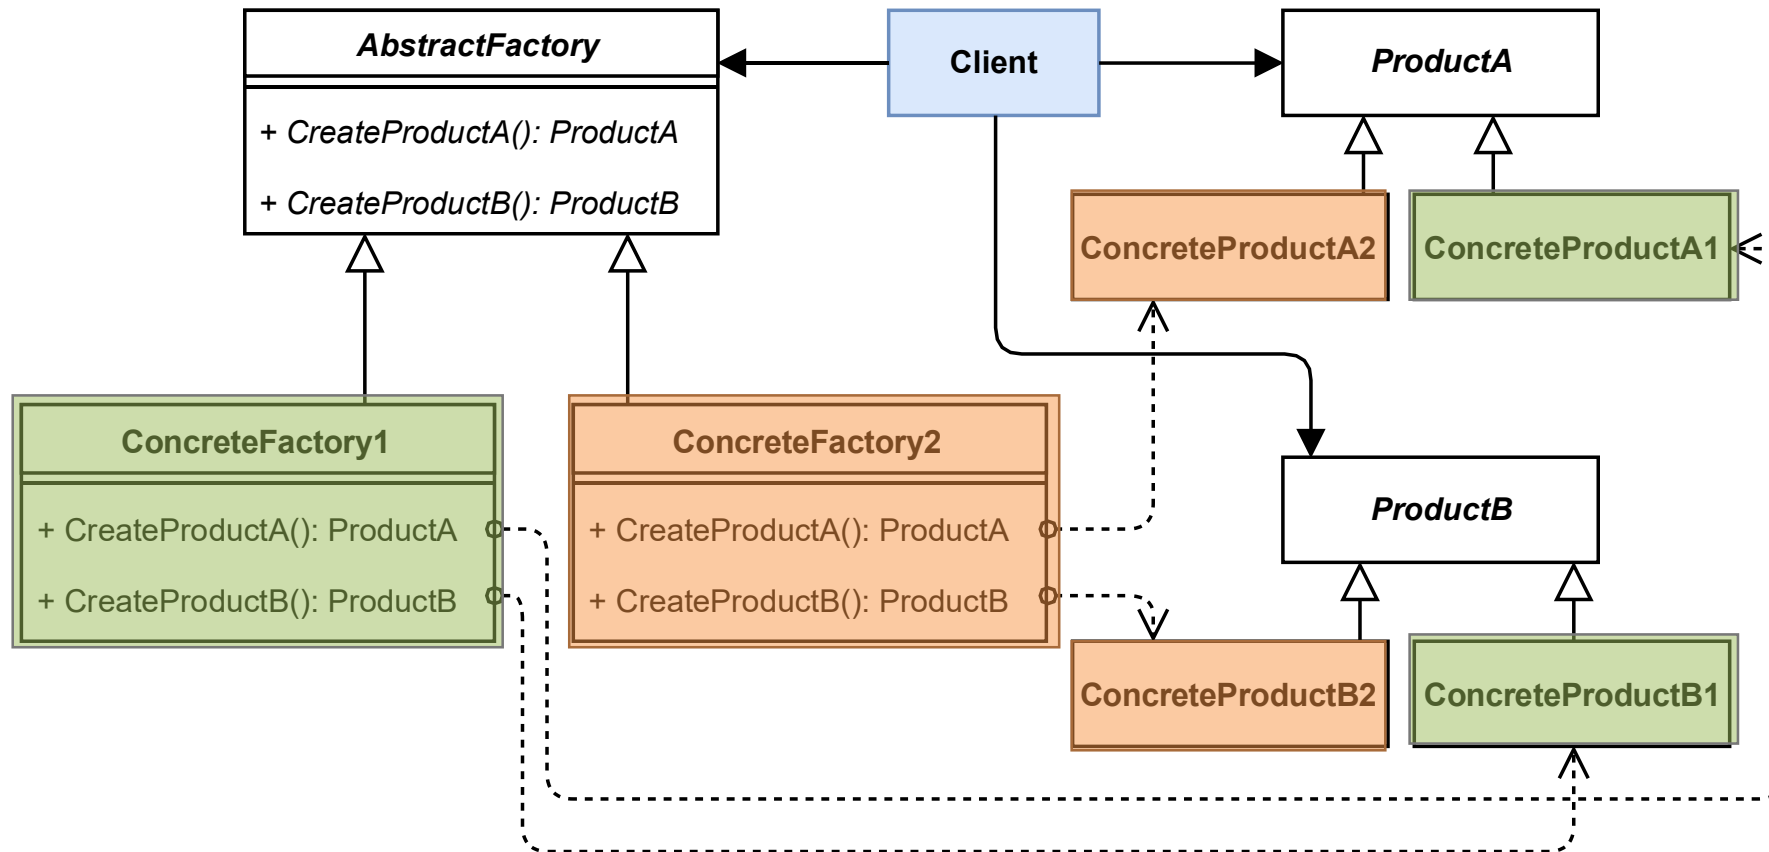 AbstractFactory
+ CreateProductA(): ProductA
+ CreateProductB(): ProductB
Client
ProductA
ConcreteProductA2
ConcreteProductA1
ConcreteFactory1
+ CreateProductA(): ProductA
+ CreateProductB(): ProductB
ConcreteFactory2
+ CreateProductA(): ProductA
+ CreateProductB(): ProductB
ProductB
ConcreteProductB2
ConcreteProductB1